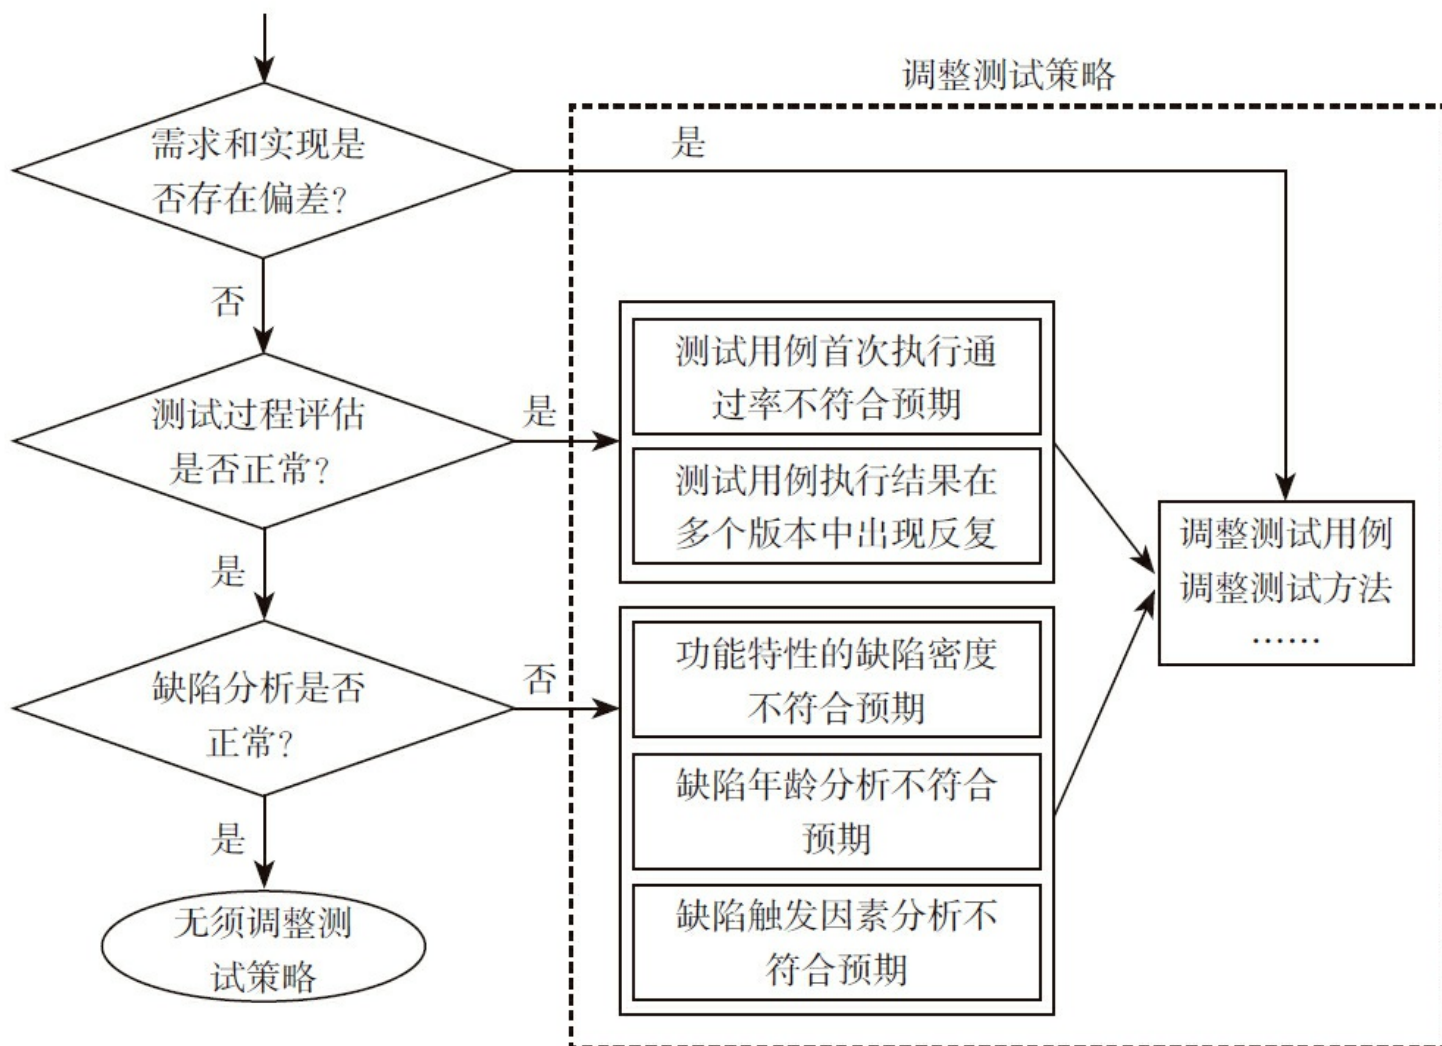 调整测试策略
需求和实现是
否存在偏差?
是
否
测试过程评估
是否正常?
是
测试用例首次执行通
过率不符合预期
测试用例执行结果在
多个版本中出现反复
调整测试用例
调整测试方法
……
是
缺陷分析是否
正常?
否
功能特性的缺陷密度
不符合预期
缺陷年龄分析不符合
预期
缺陷触发因素分析不
符合预期
是
无须调整测
试策略